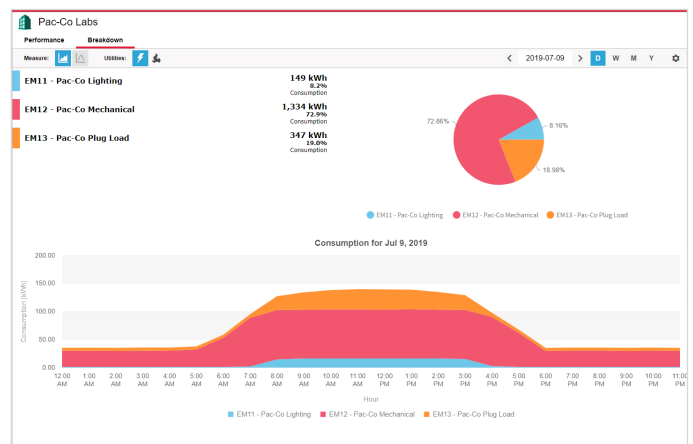 Pac-Co Labs
Performance Breakdown
Measure: Utilities: 2019-07-09 D W M Y
EM11 - Pac-Co Lighting 149 kWh
8.2%
Consumption
EM12 - Pac-Co Mechanical 1,334 kWh
72.9%
Consumption
EM13 - Pac-Co Plug Load 347 kWh
19.0%
Consumption
72.86%
8.16%
18.98%
EM11 - Pac-Co Lighting EM12 - Pac-Co Mechanical EM13 - Pac-Co Plug Load
Consumption for Jul 9, 2019
Consumption (kWh)
200.00
150.00
100.00
50.00
0.00
12:00 AM 1:00 AM 2:00 AM 3:00 AM 4:00 AM 5:00 AM 6:00 AM 7:00 AM 8:00 AM 9:00 AM 10:00 AM 11:00 AM 12:00 PM 1:00 PM 2:00 PM 3:00 PM 4:00 PM 5:00 PM 6:00 PM 7:00 PM 8:00 PM 9:00 PM 10:00 PM 11:00 PM
Hour
EM11 - Pac-Co Lighting EM12 - Pac-Co Mechanical EM13 - Pac-Co Plug Load